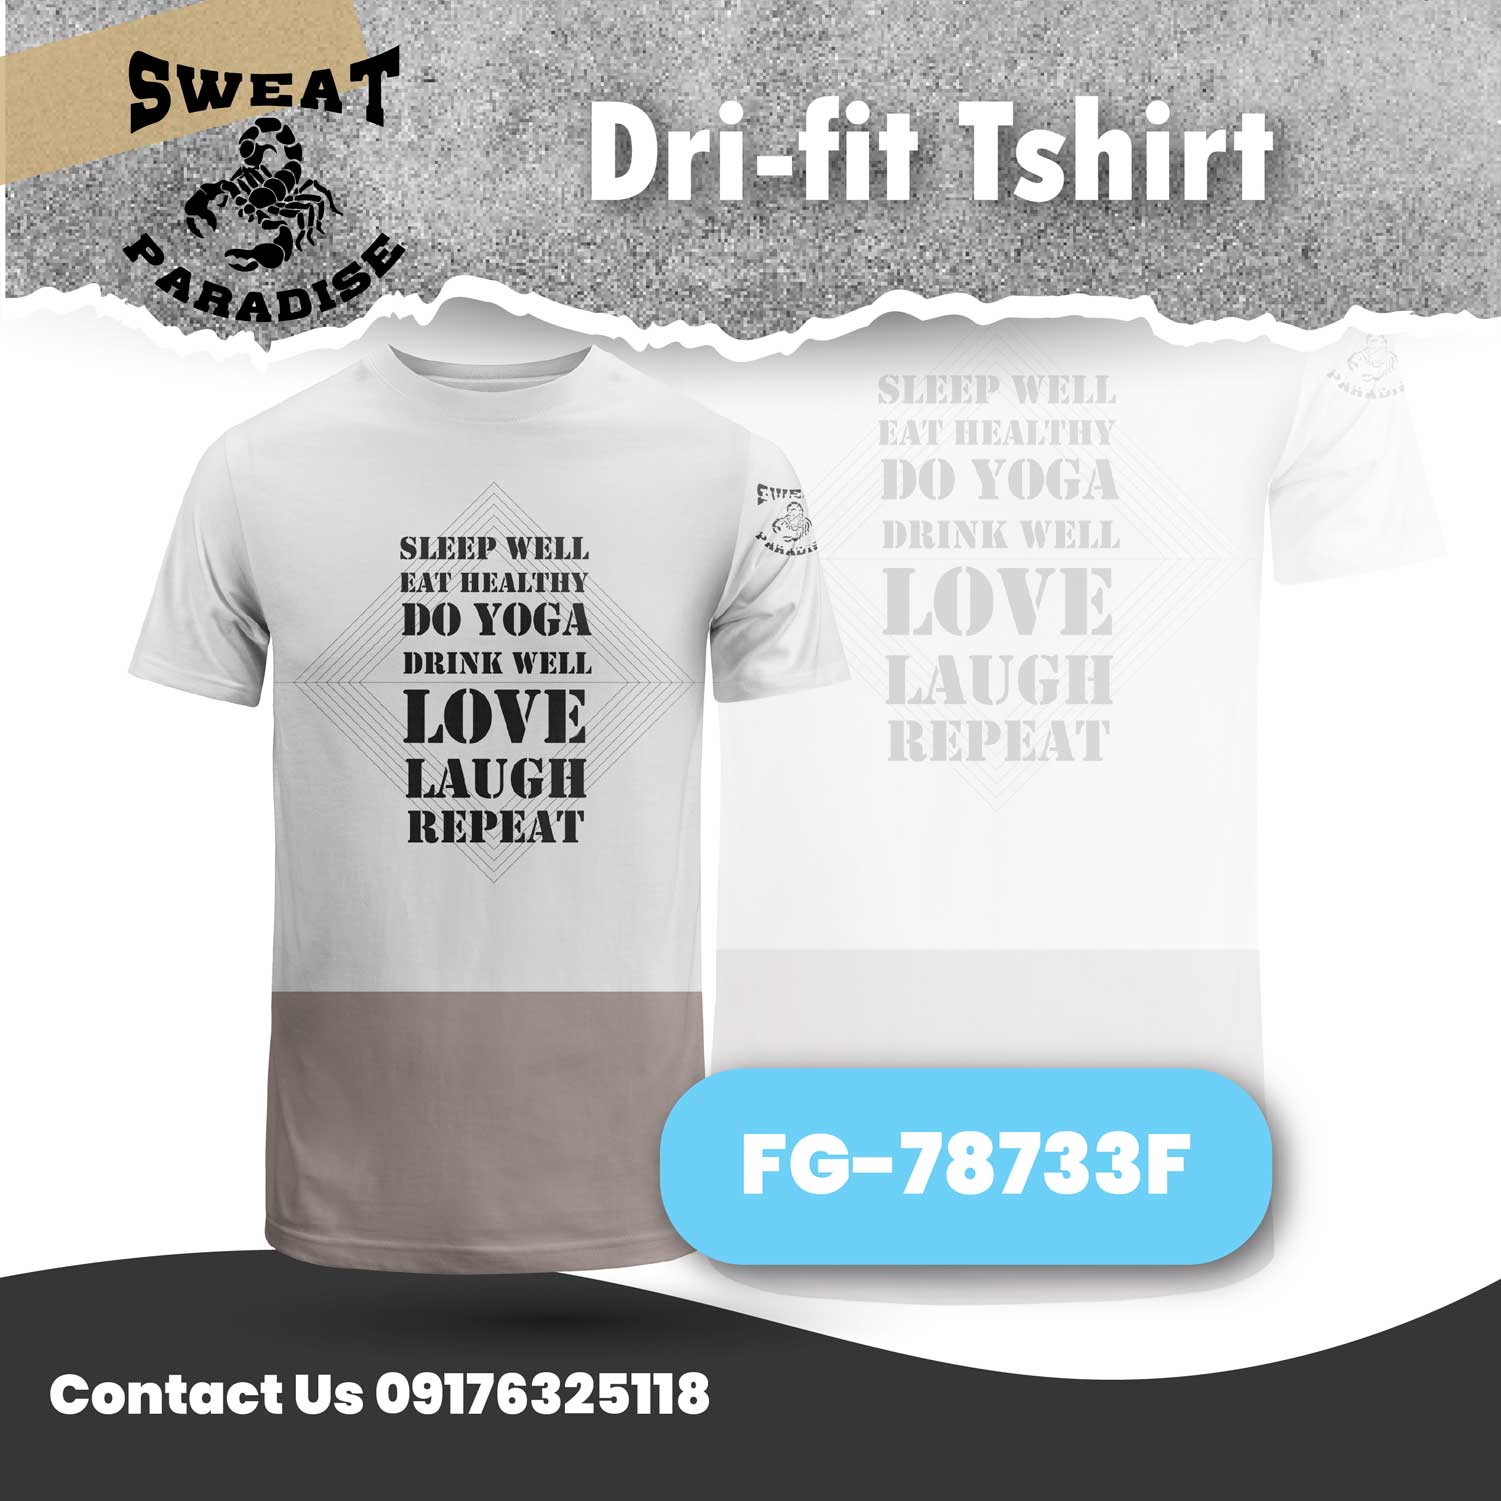 SWEAT
PARADISE
Dri-fit Tshirt
SLEEP WELL
EAT HEALTHY
DO YOGA
DRINK WELL
LOVE
LAUGH
REPEAT
SWEAT
PARADISE
SLEEP WELL
EAT HEALTHY
DO YOGA
DRINK WELL
LOVE
LAUGH
REPEAT
PARADISE
FG-78733F
Contact Us 09176325118